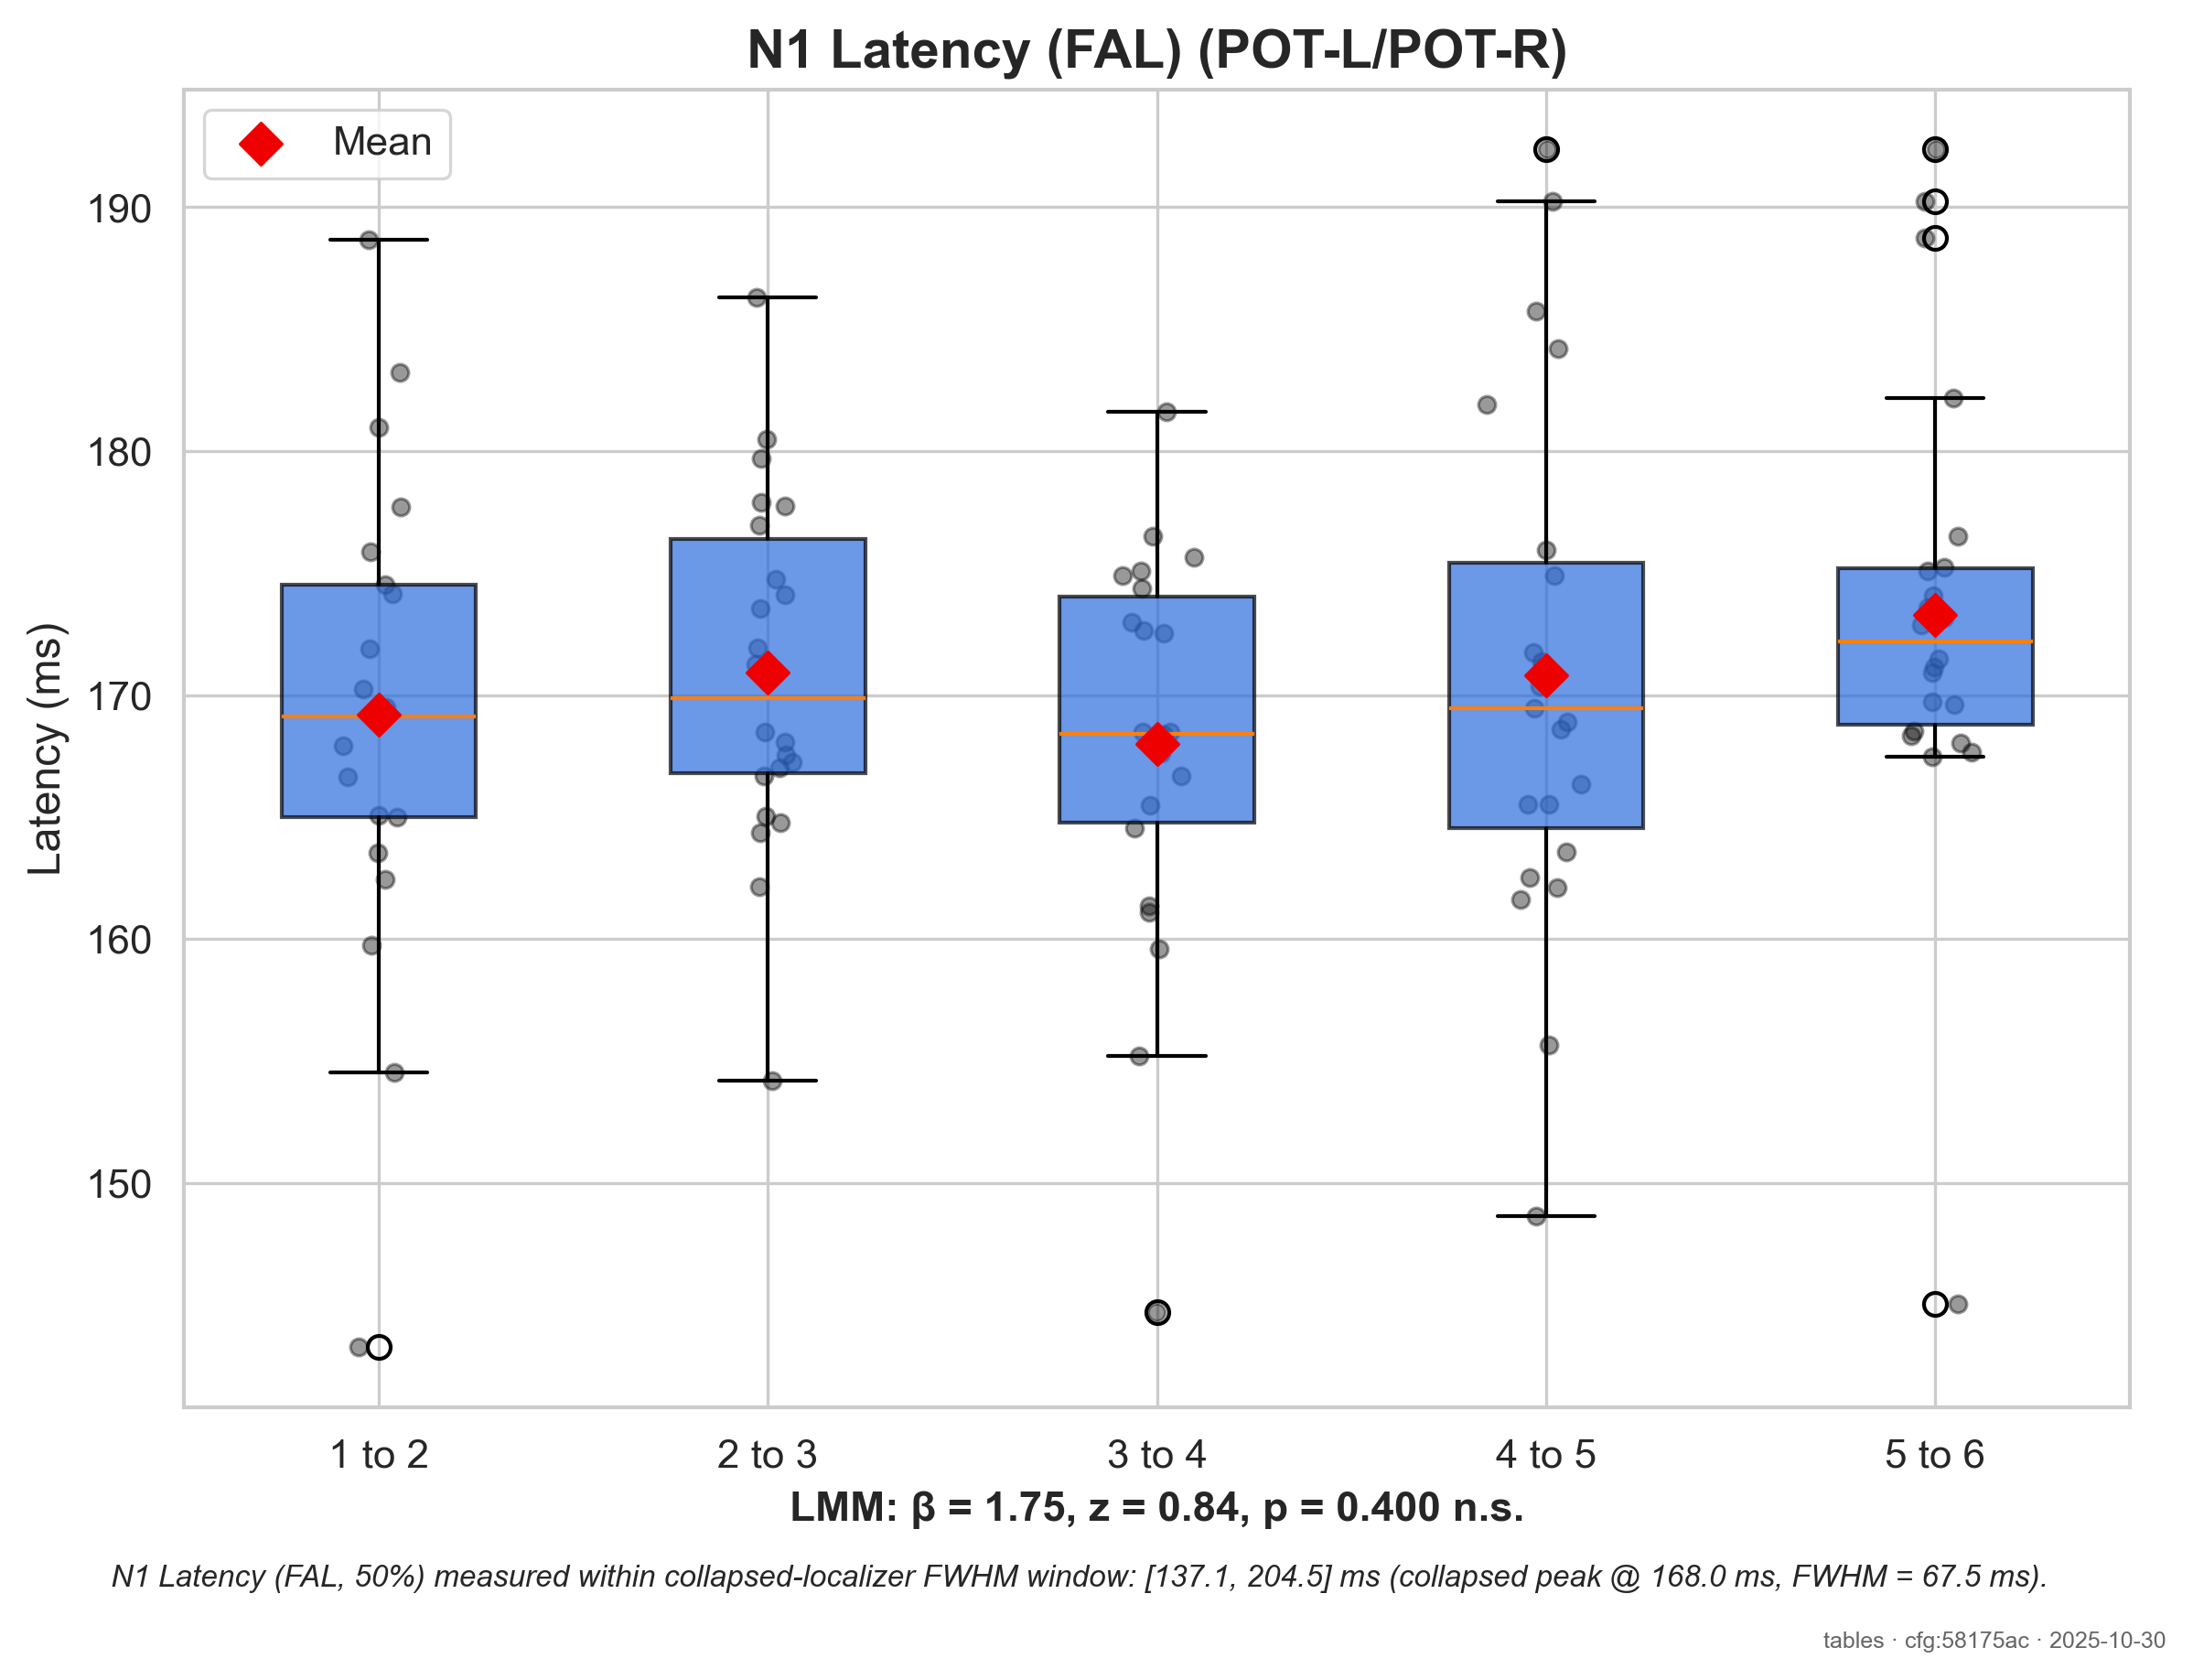 N1 Latency (FAL) (POT-L/POT-R)
Mean
Latency (ms)
190
180
170
160
150
1 to 2
2 to 3
3 to 4
4 to 5
5 to 6
LMM: β = 1.75, z = 0.84, p = 0.400 n.s.
N1 Latency (FAL, 50%) measured within collapsed-localizer FWHM window: [137.1, 204.5] ms (collapsed peak @ 168.0 ms, FWHM = 67.5 ms).
tables · cfg:58175ac · 2025-10-30